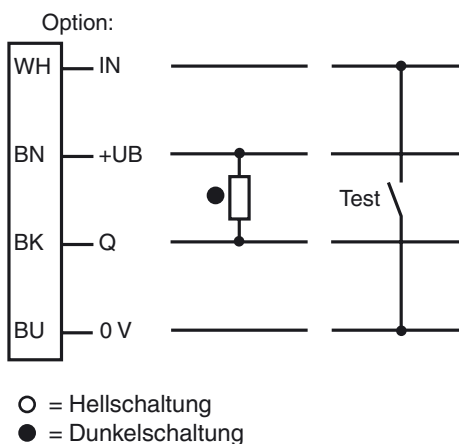 Option:
WH IN
BN +UB
Test
BK Q
BU 0 V
= Hellschaltung
= Dunkelschaltung